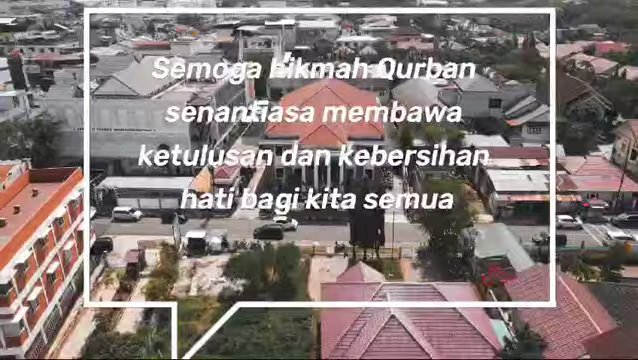 Semoga Hikmah Qurban
senantiasa membawa
ketulusan dan kebersihan
hati bagi kita semua